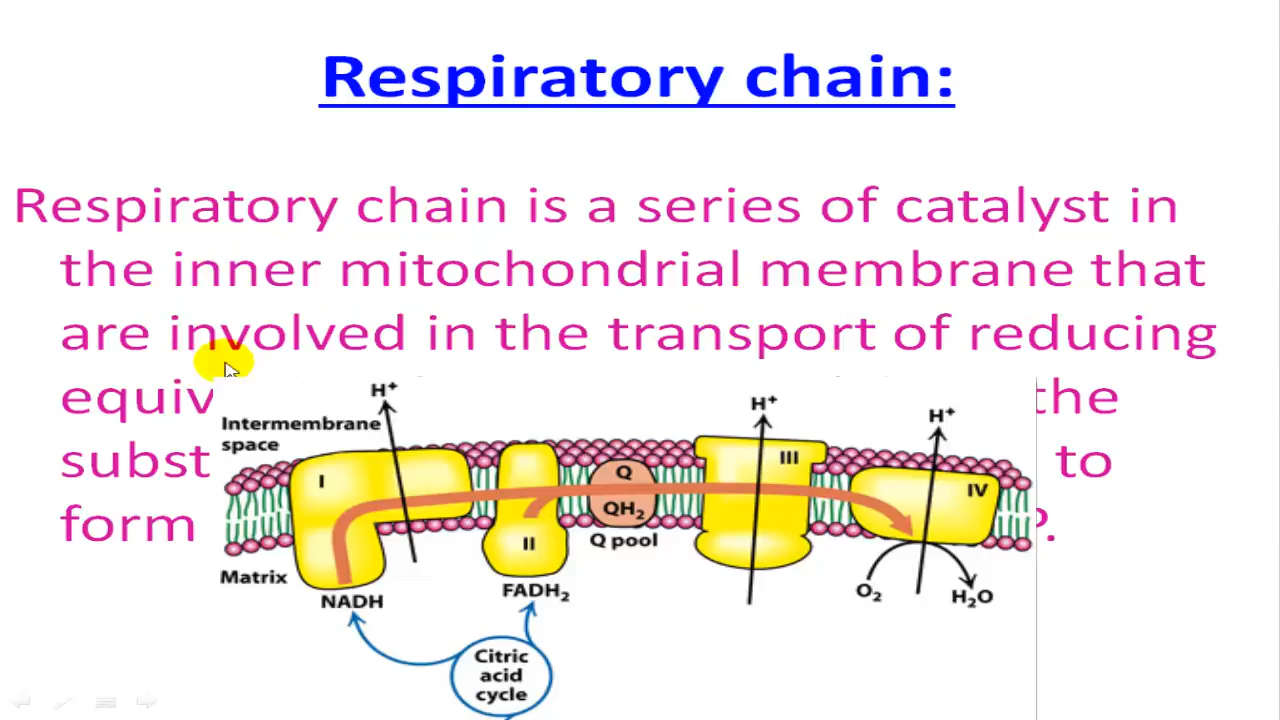 Respiratory chain:
Respiratory chain is a series of catalyst in
the inner mitochondrial membrane that
are involved in the transport of reducing
the
to
form
H⁺
H⁺
H⁺
Intermembrane
space
I
Q
III
QH₂
IV
II
Q pool
Matrix
NADH
FADH₂
O₂
H₂O
Citric
acid
cycle